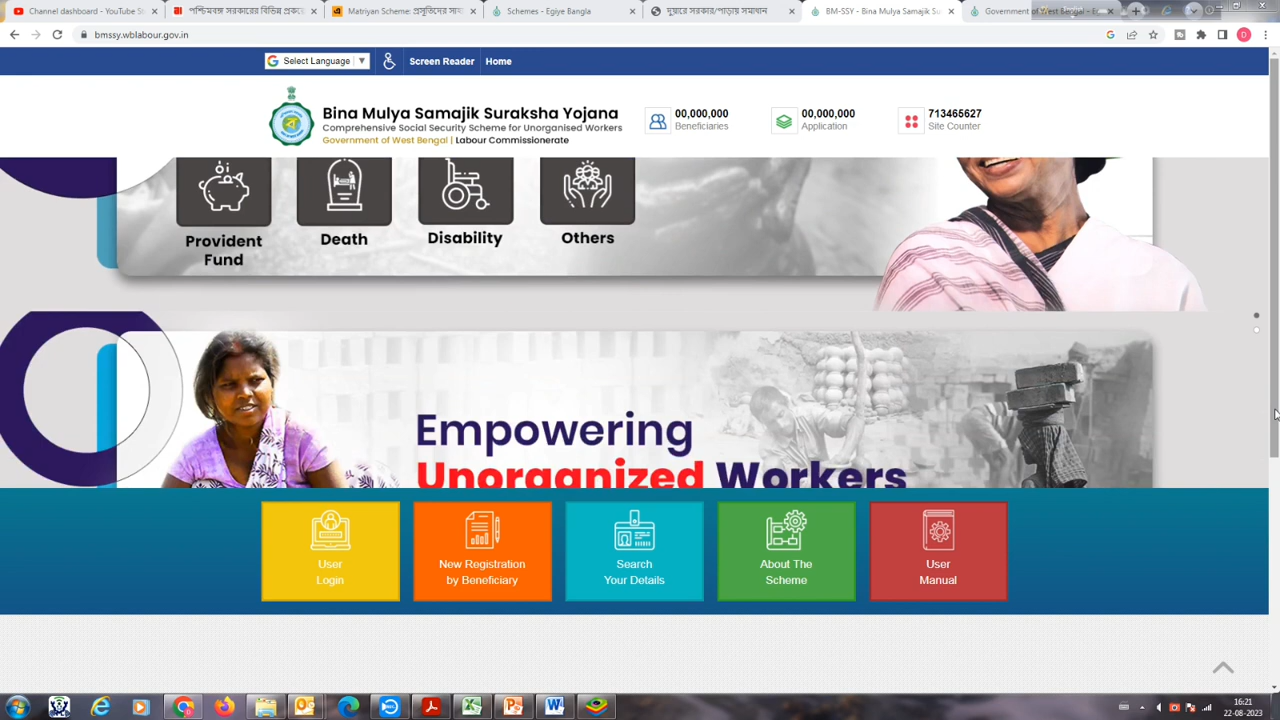 Channel dashboard - YouTube St
পশ্চিমবঙ্গ সরকারের বিভিন্ন প্রকল্পে
Matriyan Scheme: প্রসূতিদের সাহা
Schemes - Egiye Bangla
দুয়ারে সরকার/পাড়ায় সমাধান
BM-SSY - Bina Mulya Samajik Su
Government of West Bengal -
bmssy.wblabour.gov.in
D
Select Language
Screen Reader
Home
Bina Mulya Samajik Suraksha Yojana
Comprehensive Social Security Scheme for Unorganised Workers
Government of West Bengal | Labour Commissionerate
00,000,000
Beneficiaries
00,000,000
Application
713465627
Site Counter
Provident
Fund
Death
Disability
Others
Empowering
Unorganized Workers
User
Login
New Registration
by Beneficiary
Search
Your Details
About The
Scheme
User
Manual
16:21
22-08-2023